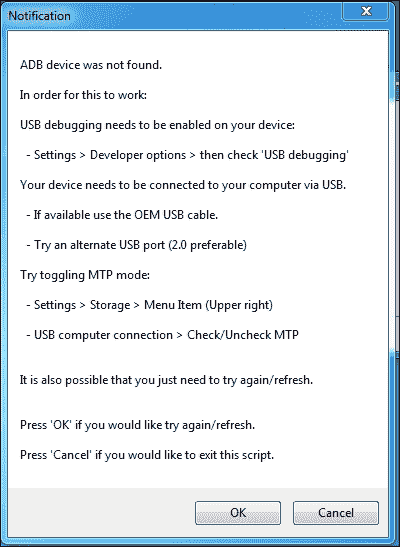 Notification
ADB device was not found.
In order for this to work:
USB debugging needs to be enabled on your device:
- Settings > Developer options > then check 'USB debugging'
Your device needs to be connected to your computer via USB.
- If available use the OEM USB cable.
- Try an alternate USB port (2.0 preferable)
Try toggling MTP mode:
- Settings > Storage > Menu Item (Upper right)
- USB computer connection > Check/Uncheck MTP
It is also possible that you just need to try again/refresh.
Press 'OK' if you would like try again/refresh.
Press 'Cancel' if you would like to exit this script.
OK
Cancel